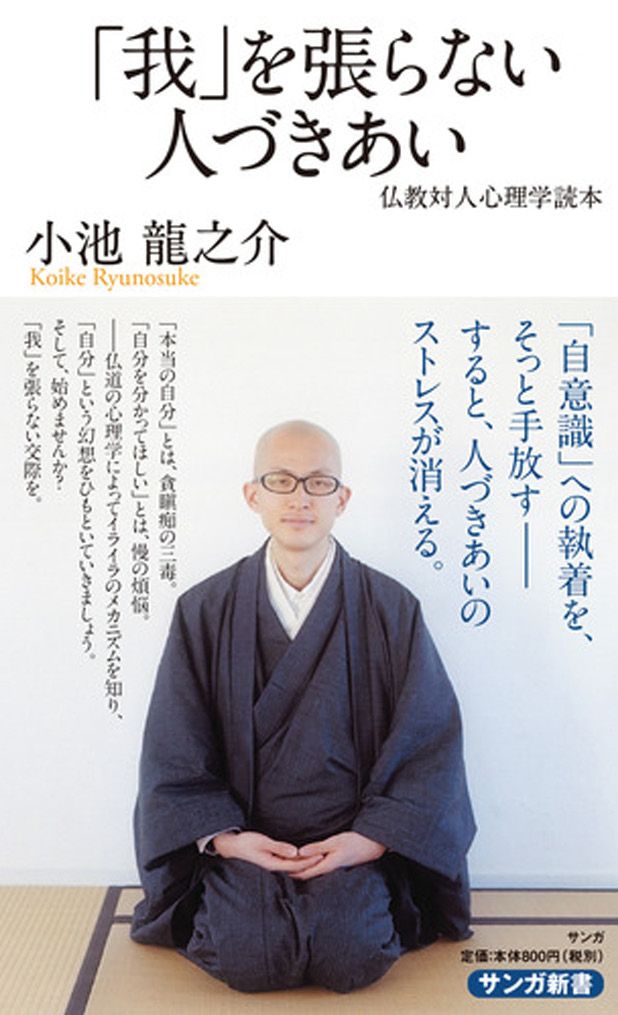 「我」を張らない
人づきあい
仏教対人心理学読本
小池 龍之介
Koike Ryunosuke
「自意識」への執着を、
そっと手放す――
すると、人づきあいの
ストレスが消える。
「本当の自分」とは、貪瞋痴の三毒。
「自分を分かってほしい」とは、慢の煩悩。
――仏道の心理学によってイライラのメカニズムを知り、
「自分」という幻想をひもといていきましょう。
そして、始めませんか?
「我」を張らない交際を。
サンガ
定価:本体800円(税別)
サンガ新書